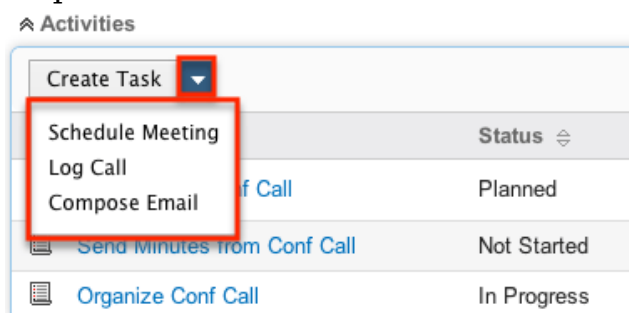 Activities
Create Task
Schedule Meeting
Log Call
Compose Email
Status
Call
Planned
Send Minutes from Conf Call
Not Started
Organize Conf Call
In Progress